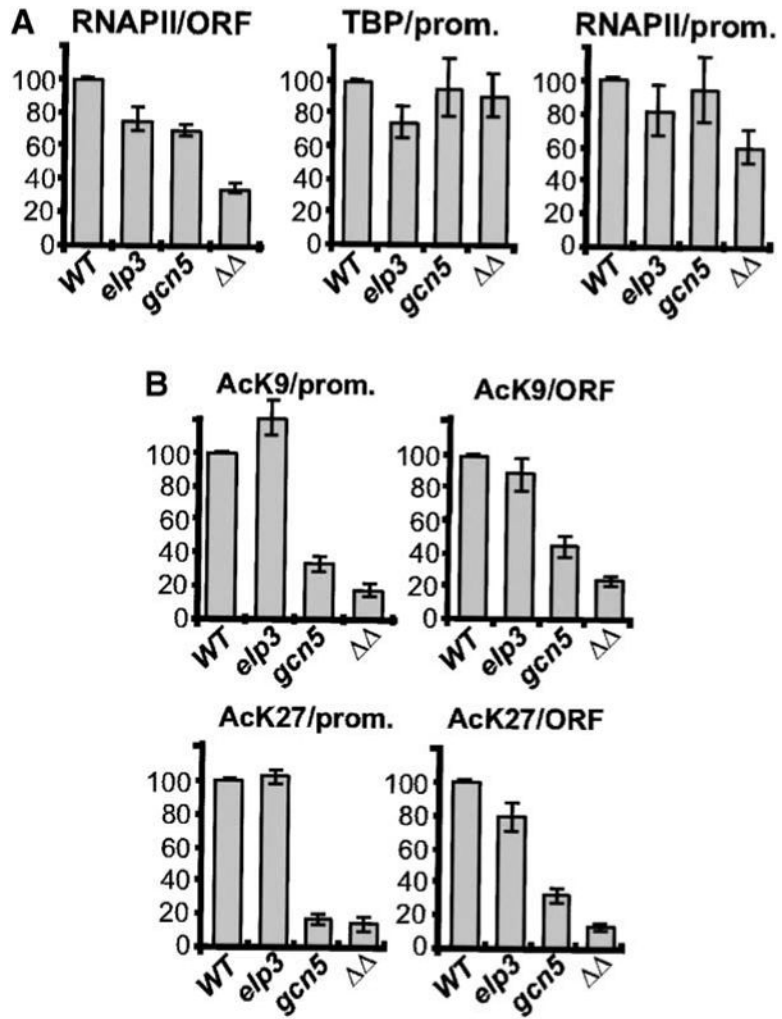 A RNAPII/ORF TBP/prom. RNAPII/prom.
100 100 100
80 80 80
60 60 60
40 40 40
20 20 20
0 0 0
WT elp3 gcn5 ΔΔ WT elp3 gcn5 ΔΔ WT elp3 gcn5 ΔΔ
B AcK9/prom. AcK9/ORF
100 100
80 80
60 60
40 40
20 20
0 0
WT elp3 gcn5 ΔΔ WT elp3 gcn5 ΔΔ
AcK27/prom. AcK27/ORF
100 100
80 80
60 60
40 40
20 20
0 0
WT elp3 gcn5 ΔΔ WT elp3 gcn5 ΔΔ